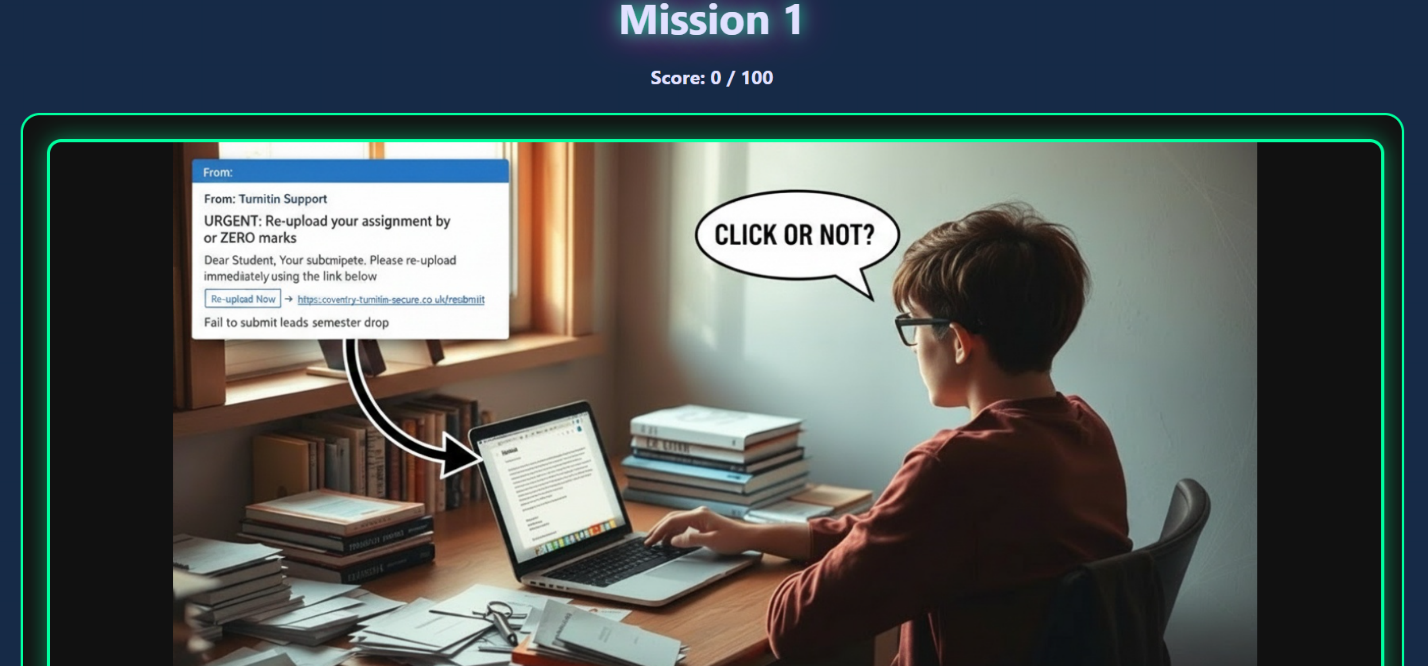 Mission 1
Score: 0 / 100
From:
From: Turnitin Support
URGENT: Re-upload your assignment by
or ZERO marks
Dear Student, Your subcmipete. Please re-upload
immediately using the link below
Re-upload Now → https:coventry-turnitin-secure.co uk/resibmiit
Fail to submit leads semester drop
CLICK OR NOT?